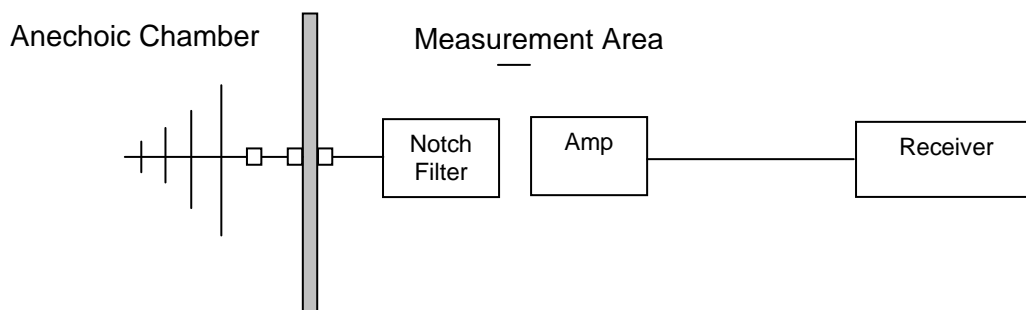 Anechoic Chamber
Measurement Area
Notch
Filter
Amp
Receiver